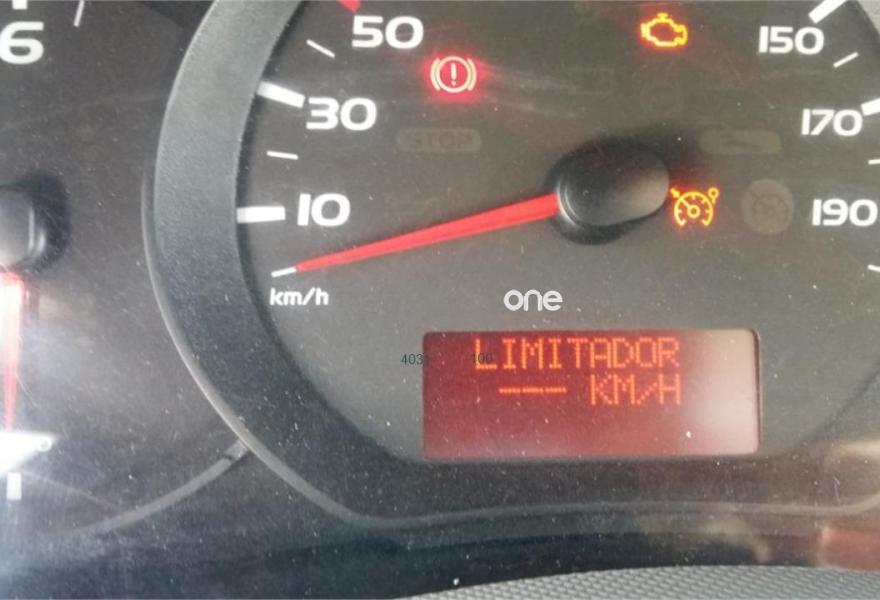 6
50
150
30
170
STOP
10
190
km/h
one
LIMITADOR
--- KM/H